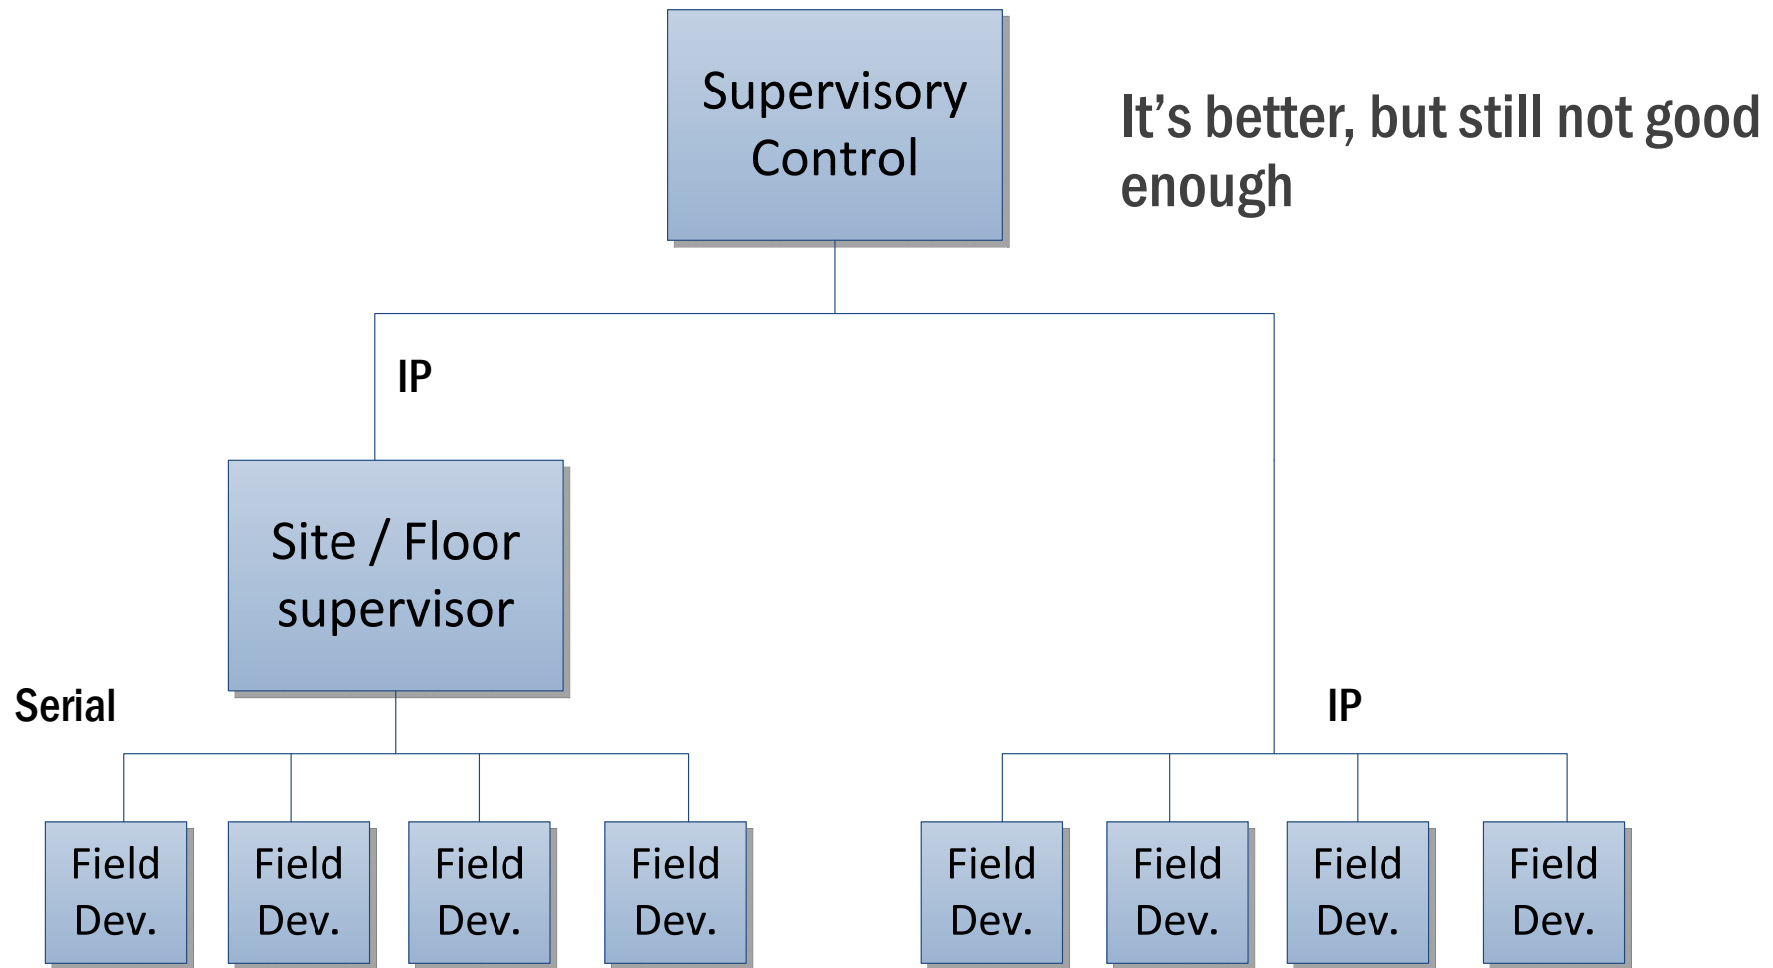 Supervisory
Control
It’s better, but still not good
enough
IP
Site / Floor
supervisor
Serial
IP
Field
Dev.
Field
Dev.
Field
Dev.
Field
Dev.
Field
Dev.
Field
Dev.
Field
Dev.
Field
Dev.